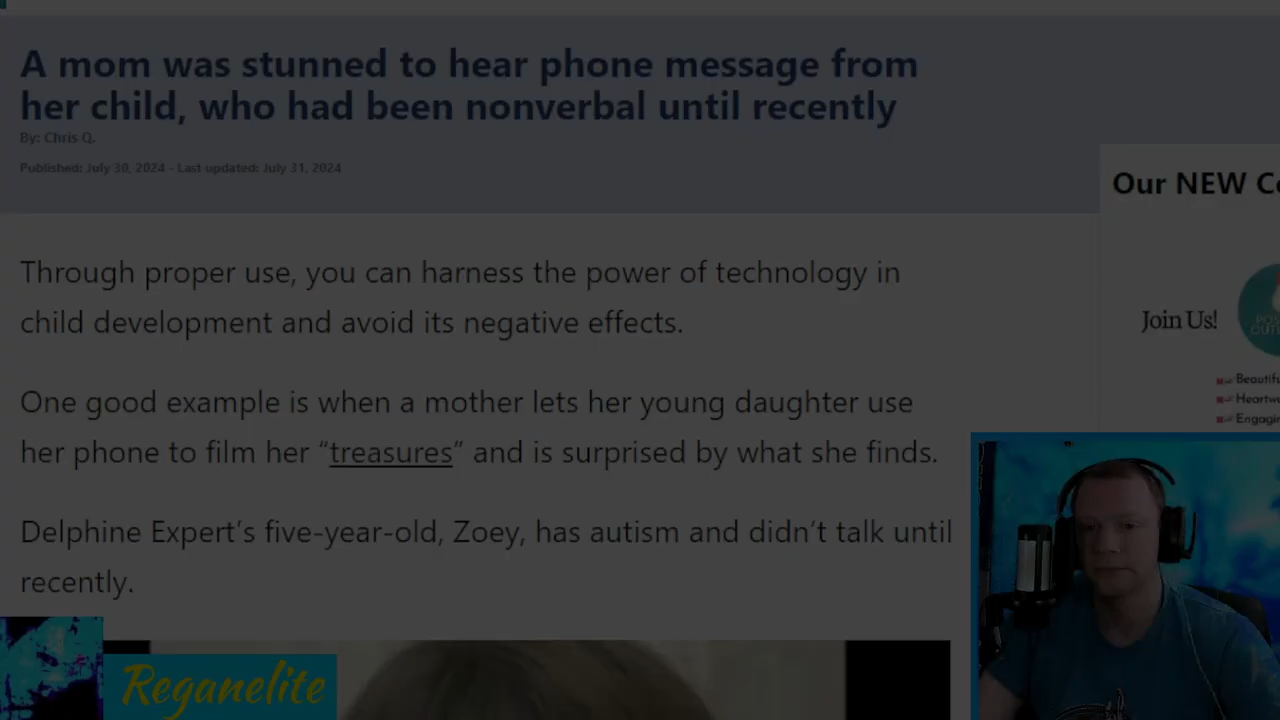 A mom was stunned to hear phone message from
her child, who had been nonverbal until recently
By: Chris Q.
Published: July 30, 2024 - Last updated: July 31, 2024
Our NEW
Through proper use, you can harness the power of technology in
child development and avoid its negative effects.
Join Us!
One good example is when a mother lets her young daughter use
her phone to film her “treasures” and is surprised by what she finds.
Delphine Expert’s five-year-old, Zoey, has autism and didn’t talk until
recently.
Reganelite